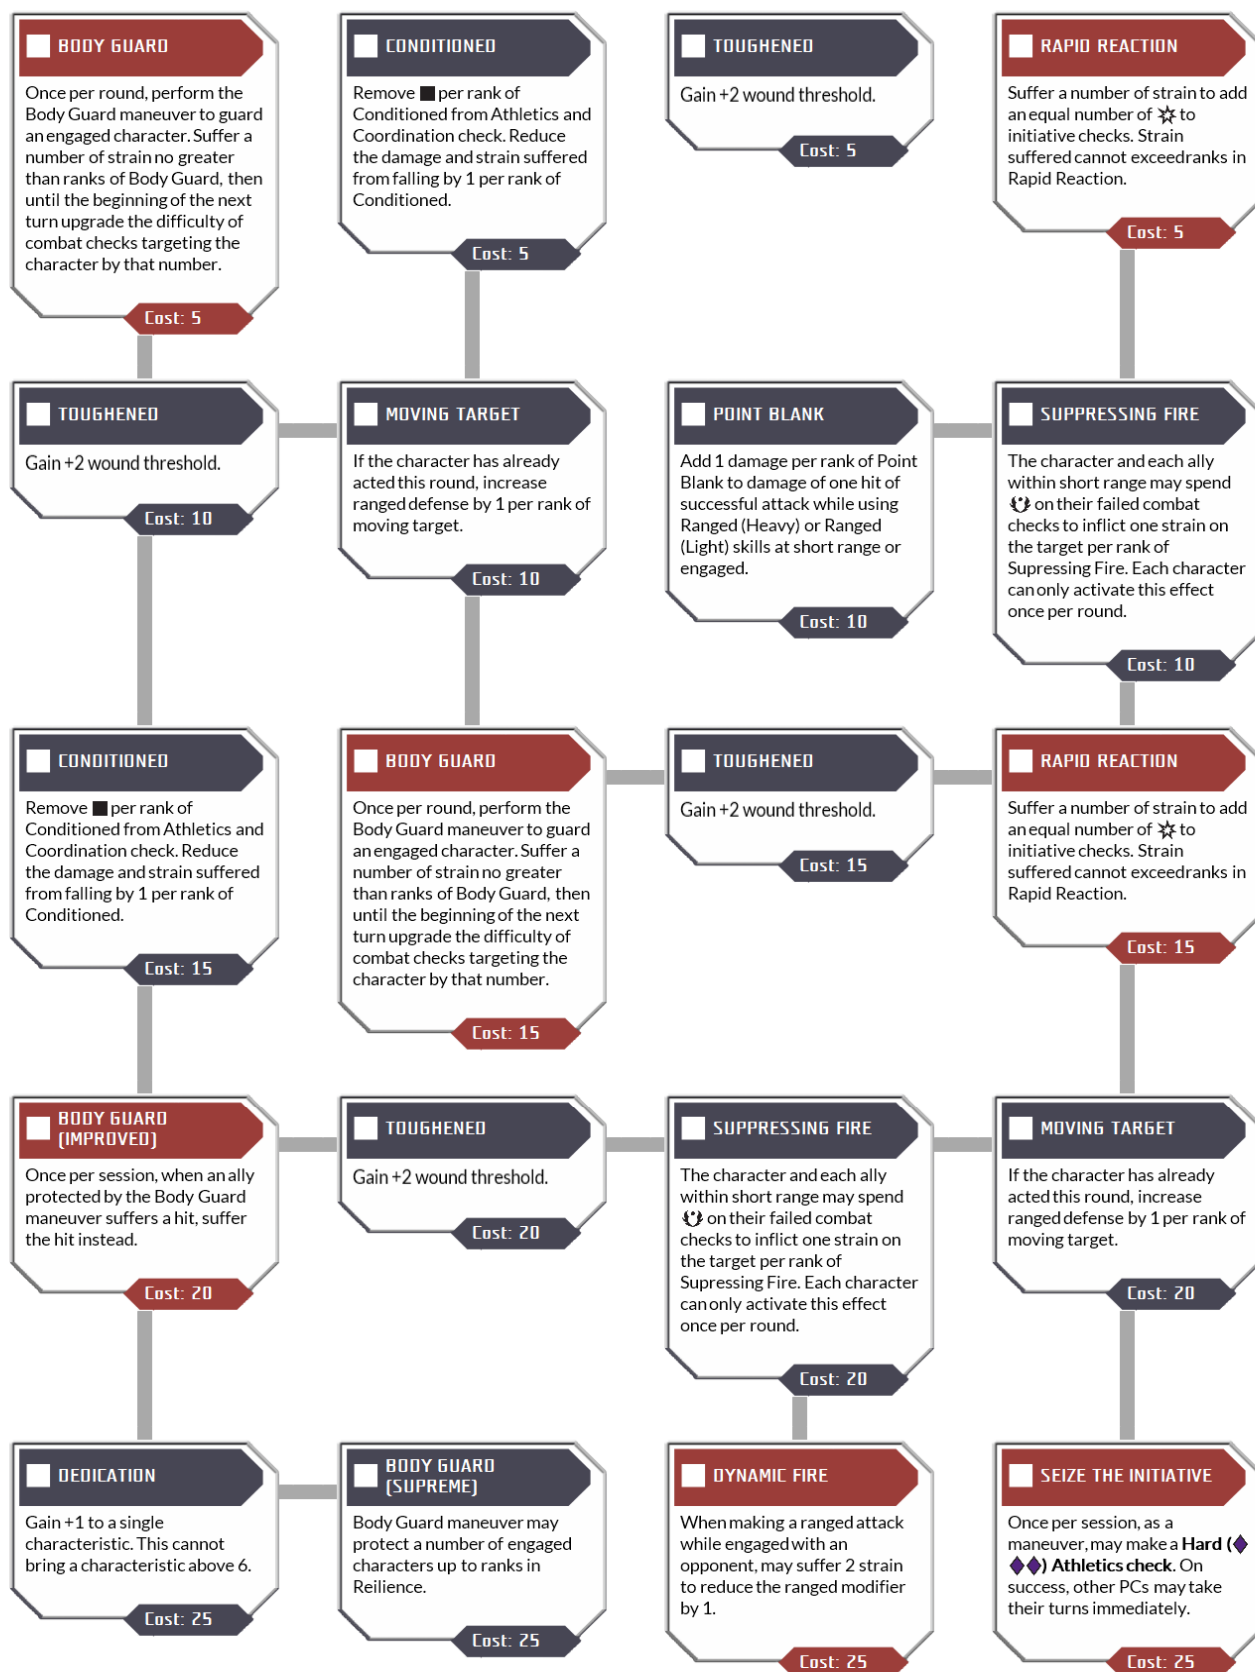 BODY GUARD
Once per round, perform the
Body Guard maneuver to guard
an engaged character. Suffer a
number of strain no greater
than ranks of Body Guard, then
until the beginning of the next
turn upgrade the difficulty of
combat checks targeting the
character by that number.
Cost: 5
CONDITIONED
Remove ■ per rank of
Conditioned from Athletics and
Coordination check. Reduce
the damage and strain suffered
from falling by 1 per rank of
Conditioned.
Cost: 5
TOUGHENED
Gain +2 wound threshold.
Cost: 5
RAPID REACTION
Suffer a number of strain to add
an equal number of to
initiative checks. Strain
suffered cannot exceedranks in
Rapid Reaction.
Cost: 5
TOUGHENED
Gain +2 wound threshold.
Cost: 10
MOVING TARGET
If the character has already
acted this round, increase
ranged defense by 1 per rank of
moving target.
Cost: 10
POINT BLANK
Add 1 damage per rank of Point
Blank to damage of one hit of
successful attack while using
Ranged (Heavy) or Ranged
(Light) skills at short range or
engaged.
Cost: 10
SUPPRESSING FIRE
The character and each ally
within short range may spend
on their failed combat
checks to inflict one strain on
the target per rank of
Supressing Fire. Each character
can only activate this effect
once per round.
Cost: 10
CONDITIONED
Remove ■ per rank of
Conditioned from Athletics and
Coordination check. Reduce
the damage and strain suffered
from falling by 1 per rank of
Conditioned.
Cost: 15
BODY GUARD
Once per round, perform the
Body Guard maneuver to guard
an engaged character. Suffer a
number of strain no greater
than ranks of Body Guard, then
until the beginning of the next
turn upgrade the difficulty of
combat checks targeting the
character by that number.
Cost: 15
TOUGHENED
Gain +2 wound threshold.
Cost: 15
RAPID REACTION
Suffer a number of strain to add
an equal number of to
initiative checks. Strain
suffered cannot exceedranks in
Rapid Reaction.
Cost: 15
BODY GUARD
(IMPROVED)
Once per session, when an ally
protected by the Body Guard
maneuver suffers a hit, suffer
the hit instead.
Cost: 20
TOUGHENED
Gain +2 wound threshold.
Cost: 20
SUPPRESSING FIRE
The character and each ally
within short range may spend
on their failed combat
checks to inflict one strain on
the target per rank of
Supressing Fire. Each character
can only activate this effect
once per round.
Cost: 20
MOVING TARGET
If the character has already
acted this round, increase
ranged defense by 1 per rank of
moving target.
Cost: 20
DEDICATION
Gain +1 to a single
characteristic. This cannot
bring a characteristic above 6.
Cost: 25
BODY GUARD
(SUPREME)
Body Guard maneuver may
protect a number of engaged
characters up to ranks in
Reilience.
Cost: 25
DYNAMIC FIRE
When making a ranged attack
while engaged with an
opponent, may suffer 2 strain
to reduce the ranged modifier
by 1.
Cost: 25
SEIZE THE INITIATIVE
Once per session, as a
maneuver, may make a Hard (◆
◆◆) Athletics check. On
success, other PCs may take
their turns immediately.
Cost: 25